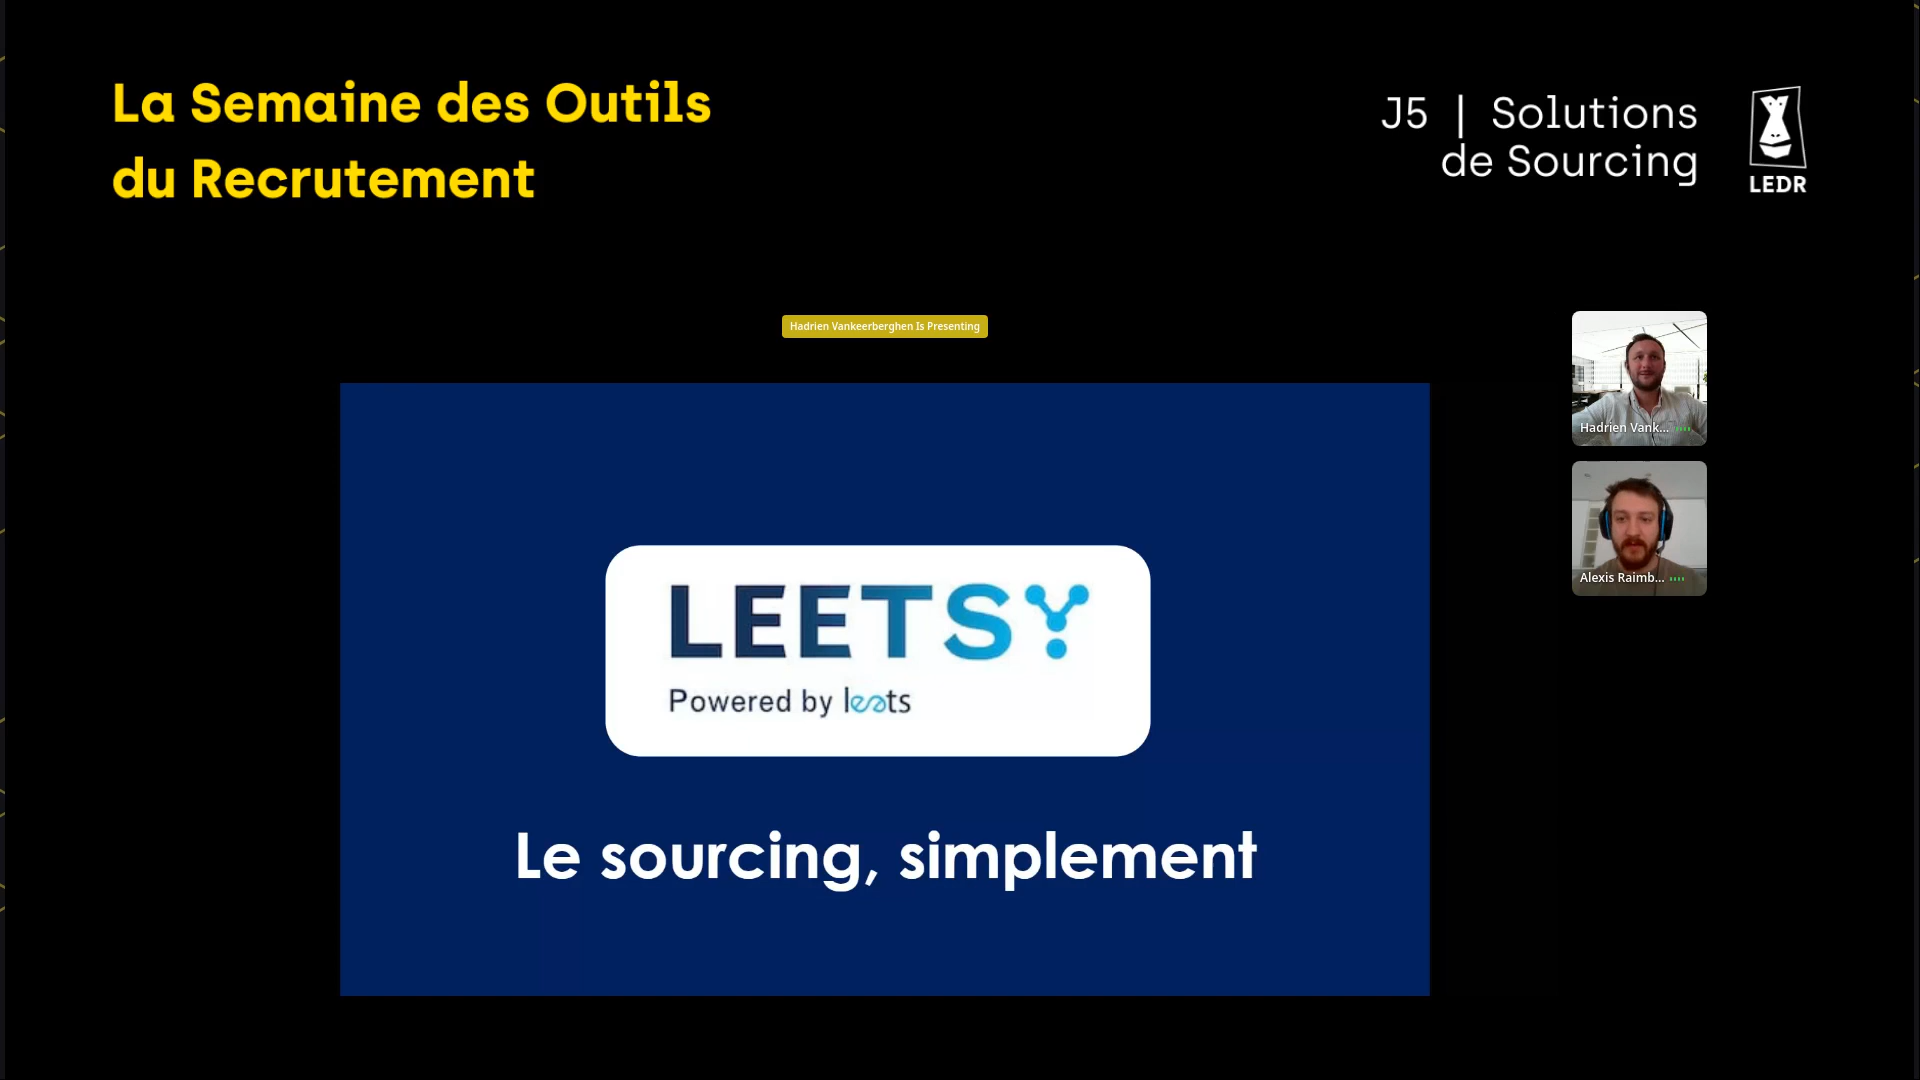 La Semaine des Outils
du Recrutement
J5 | Solutions
de Sourcing
LEDR
Hadrien Vankeerberghen Is Presenting
Hadrien Vank...
Alexis Raimb...
LEETSY
Powered by leets
Le sourcing, simplement